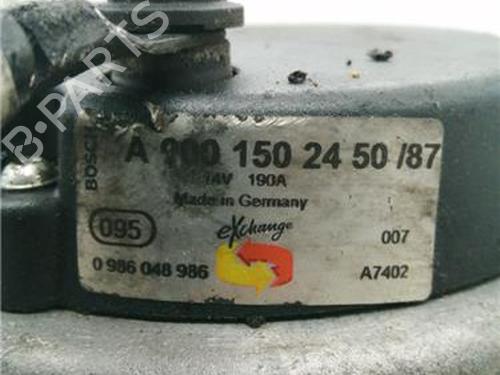 B-PARTS
BOSCH
A 000 150 24 50 /87
14V 190A
Made in Germany
095
eXchange
007
0 986 048 986
A7402